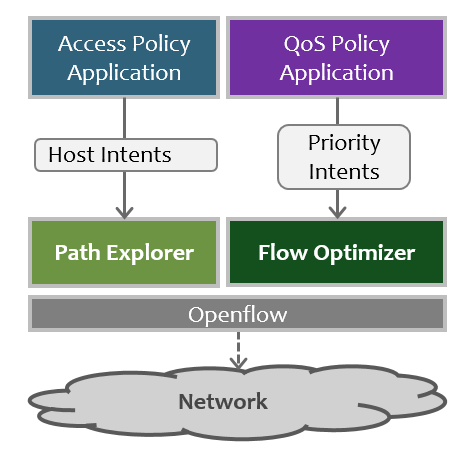 Access Policy
Application
QoS Policy
Application
Host Intents
Priority
Intents
Path Explorer
Flow Optimizer
Openflow
Network